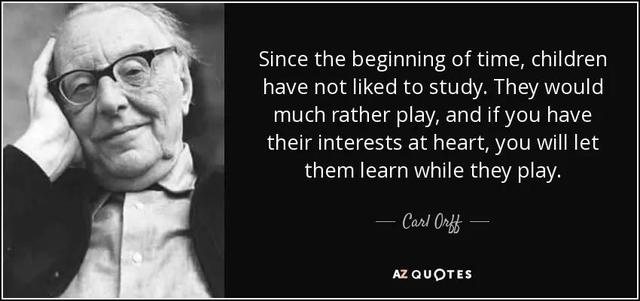 Since the beginning of time, children
have not liked to study. They would
much rather play, and if you have
their interests at heart, you will let
them learn while they play.
Carl Orff
AZ QUOTES